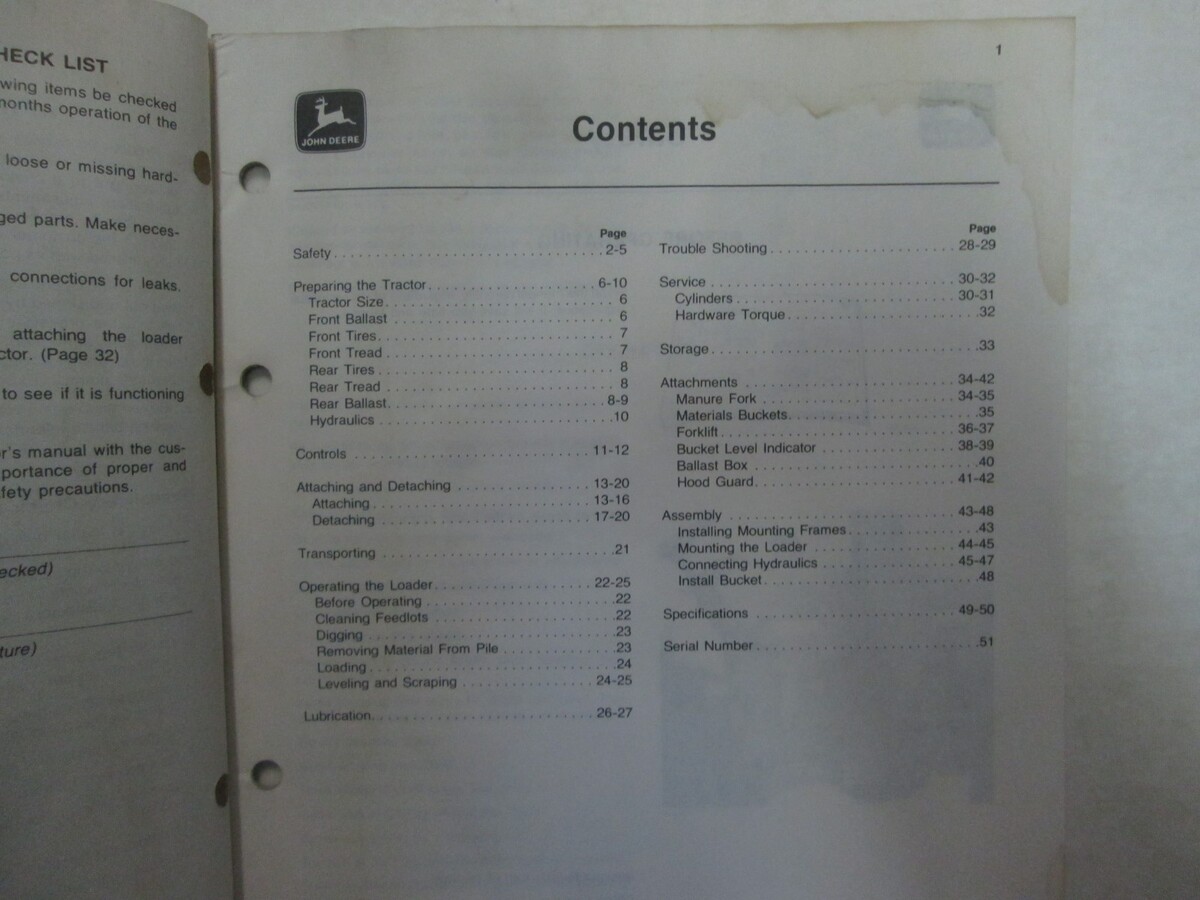 HECK LIST
wing items be checked
months operation of the
loose or missing hard-
ged parts. Make neces-
connections for leaks.
attaching the loader
ctor. (Page 32)
to see if it is functioning
r's manual with the cus-
portance of proper and
fety precautions.
ecked)
ture)
1
JOHN DEERE
Contents
Page
Safety 2-5
Preparing the Tractor 6-10
Tractor Size 6
Front Ballast 6
Front Tires 7
Front Tread 7
Rear Tires 8
Rear Tread 8
Rear Ballast 8-9
Hydraulics 10
Controls 11-12
Attaching and Detaching 13-20
Attaching 13-16
Detaching 17-20
Transporting 21
Operating the Loader 22-25
Before Operating 22
Cleaning Feedlots 22
Digging 23
Removing Material From Pile 23
Loading 24
Leveling and Scraping 24-25
Lubrication 26-27
Page
Trouble Shooting 28-29
Service 30-32
Cylinders 30-31
Hardware Torque 32
Storage 33
Attachments 34-42
Manure Fork 34-35
Materials Buckets 35
Forklift 36-37
Bucket Level Indicator 38-39
Ballast Box 40
Hood Guard 41-42
Assembly 43-48
Installing Mounting Frames 43
Mounting the Loader 44-45
Connecting Hydraulics 45-47
Install Bucket 48
Specifications 49-50
Serial Number 51